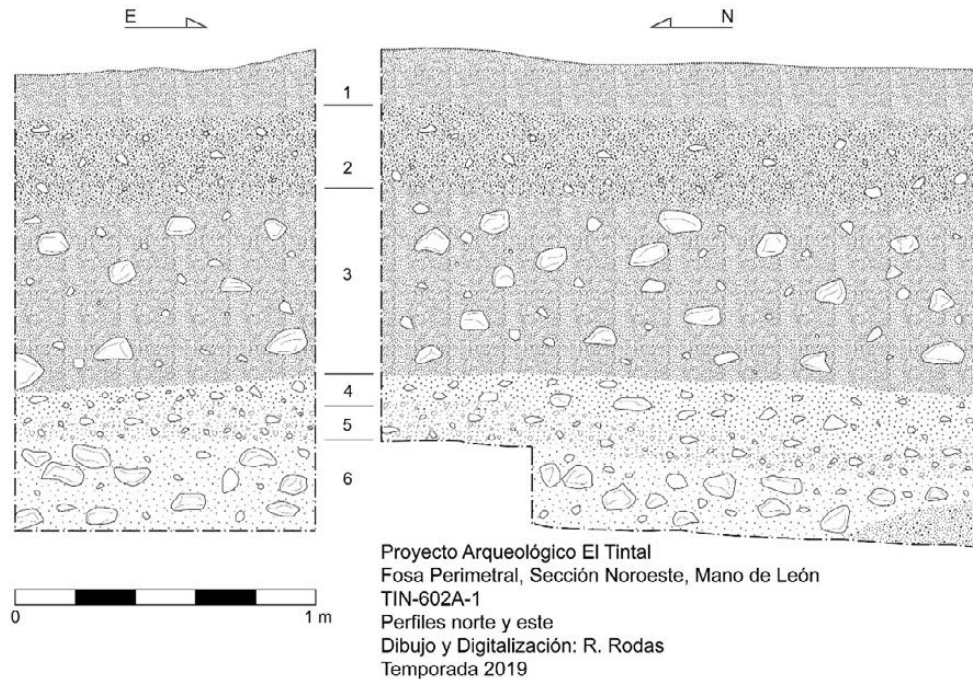 E
N
1
2
3
4
5
6
0
1 m
Proyecto Arqueológico El Tintal
Fosa Perimetral, Sección Noroeste, Mano de León
TIN-602A-1
Perfiles norte y este
Dibujo y Digitalización: R. Rodas
Temporada 2019